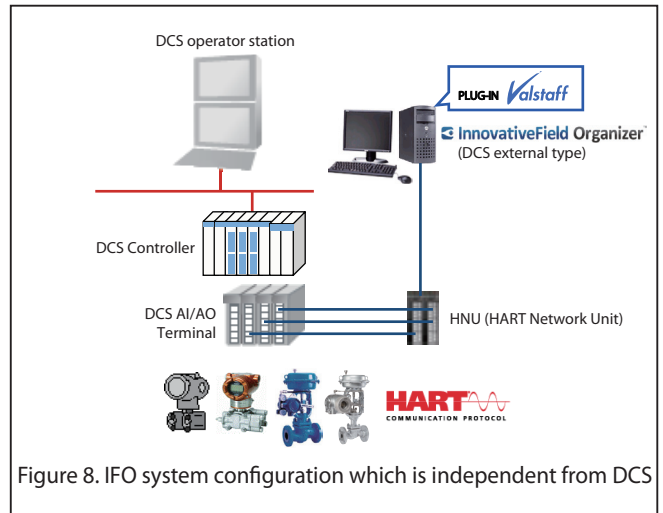 DCS operator station
PLUG-IN Valstaff
InnovativeField Organizer™
(DCS external type)
DCS Controller
DCS AI/AO
Terminal
HNU (HART Network Unit)
HART
COMMUNICATION PROTOCOL
Figure 8. IFO system configuration which is independent from DCS